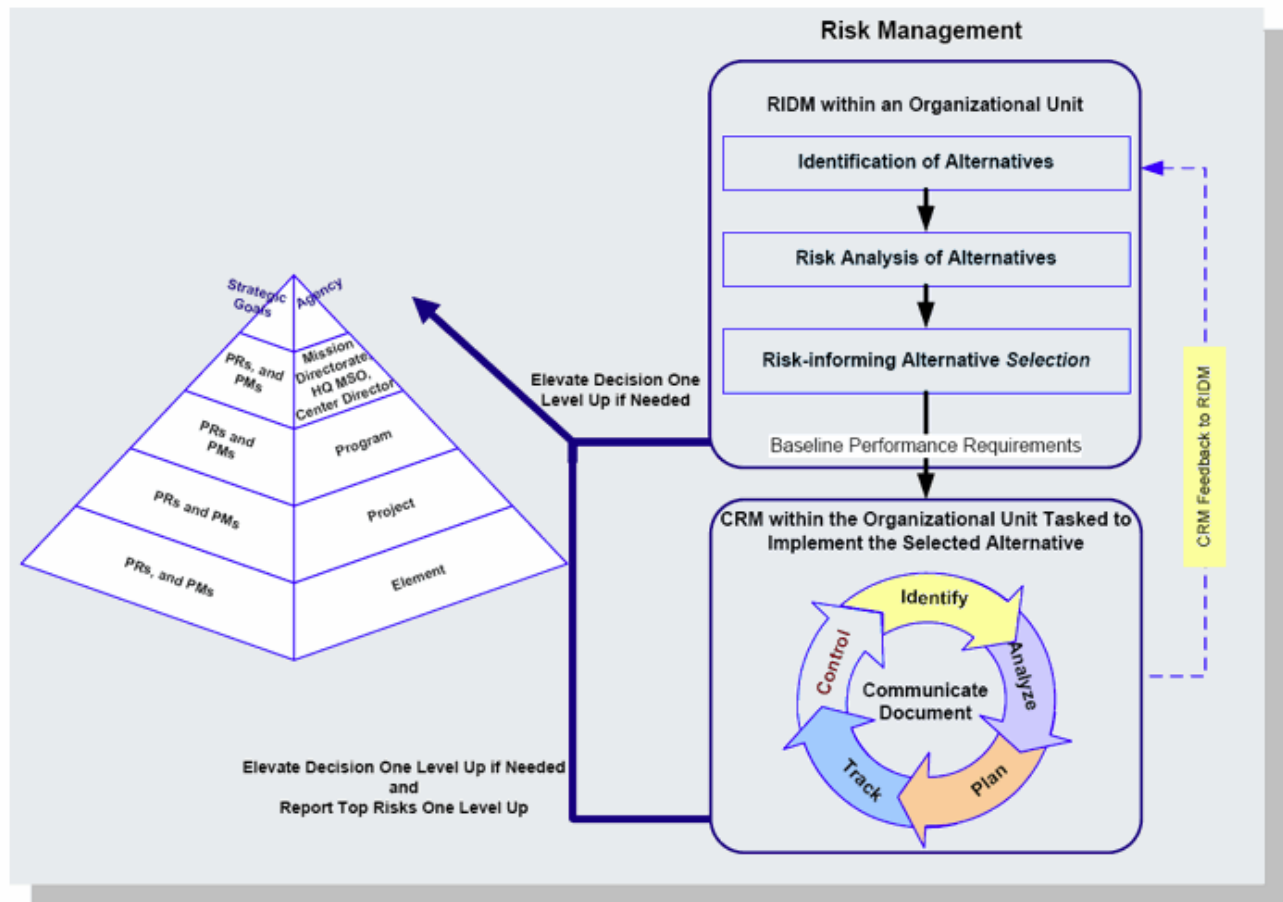 Risk Management
RIDM within an Organizational Unit
Identification of Alternatives
Risk Analysis of Alternatives
Risk-informing Alternative Selection
Baseline Performance Requirements
CRM Feedback to RIDM
Elevate Decision One
Level Up if Needed
Strategic
Goals
Agency
PRs, and
PMs
Mission
Directorate,
HQ MSO,
Center Director
PRs and
PMs
Program
PRs and PMs
Project
PRs, and PMs
Element
CRM within the Organizational Unit Tasked to
Implement the Selected Alternative
Identify
Analyze
Plan
Track
Control
Communicate
Document
Elevate Decision One Level Up if Needed
and
Report Top Risks One Level Up